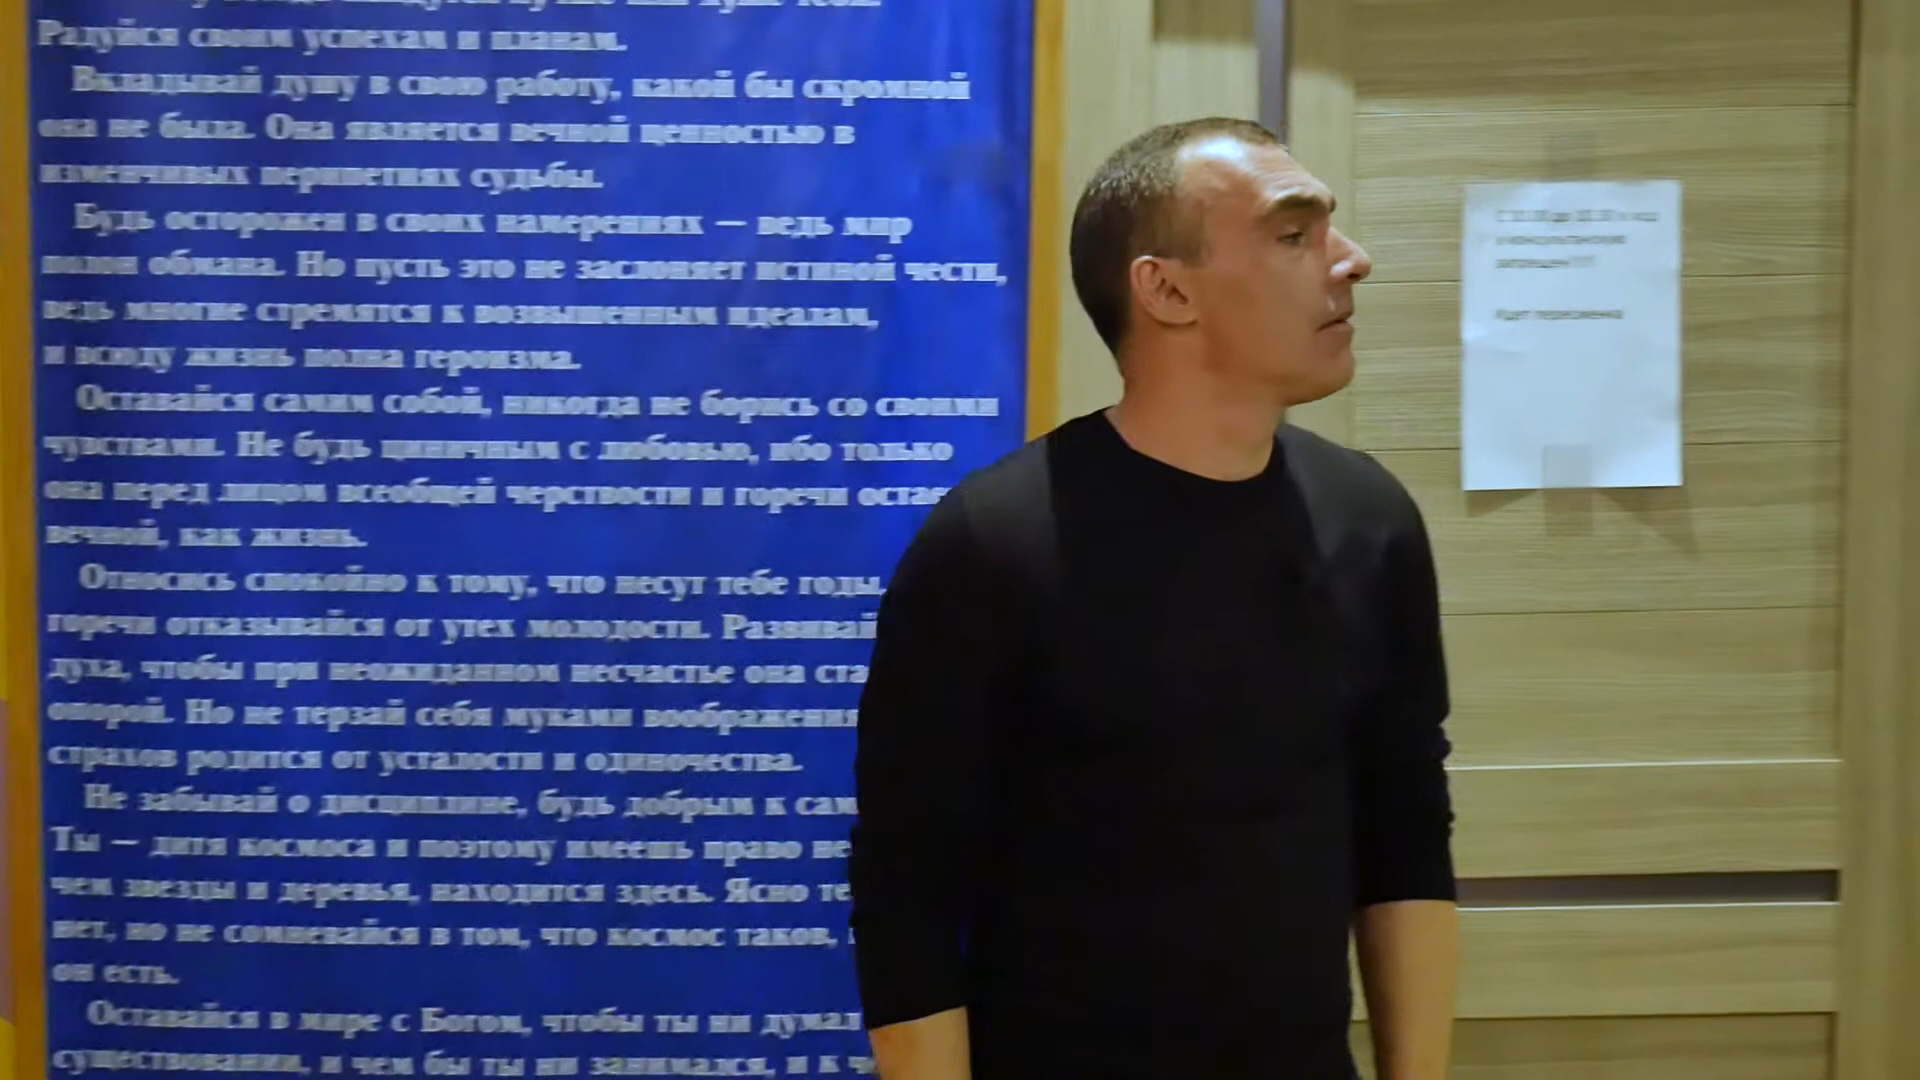 Радуйся своим успехам и планам.
Вкладывай душу в свою работу, какой бы скромной
она не была. Она является вечной ценностью в
изменчивых перипетиях судьбы.
Будь осторожен в своих намерениях — ведь мир
полон обмана. Но пусть это не заслоняет истиной чести,
ведь многие стремятся к возвышенным идеалам,
и всюду жизнь полна героизма.
Оставайся самим собой, никогда не борись со своими
чувствами. Не будь циничным с любовью, ибо только
она перед лицом всеобщей черствости и горечи остае
вечной, как жизнь.
Относись спокойно к тому, что несут тебе годы,
горечи отказывайся от утех молодости. Развивай
духа, чтобы при неожиданном несчастье она ста
опорой. Но не терзай себя муками воображения
страхов родится от усталости и одиночества.
Не забывай о дисциплине, будь добрым к сам
Ты — дитя космоса и поэтому имеешь право не
чем звезды и деревья, находится здесь. Ясно те
нет, но не сомневайся в том, что космос таков,
он есть.
Оставайся в мире с Богом, чтобы ты ни думал
существовании, и чем бы ты ни занимался, и к ч